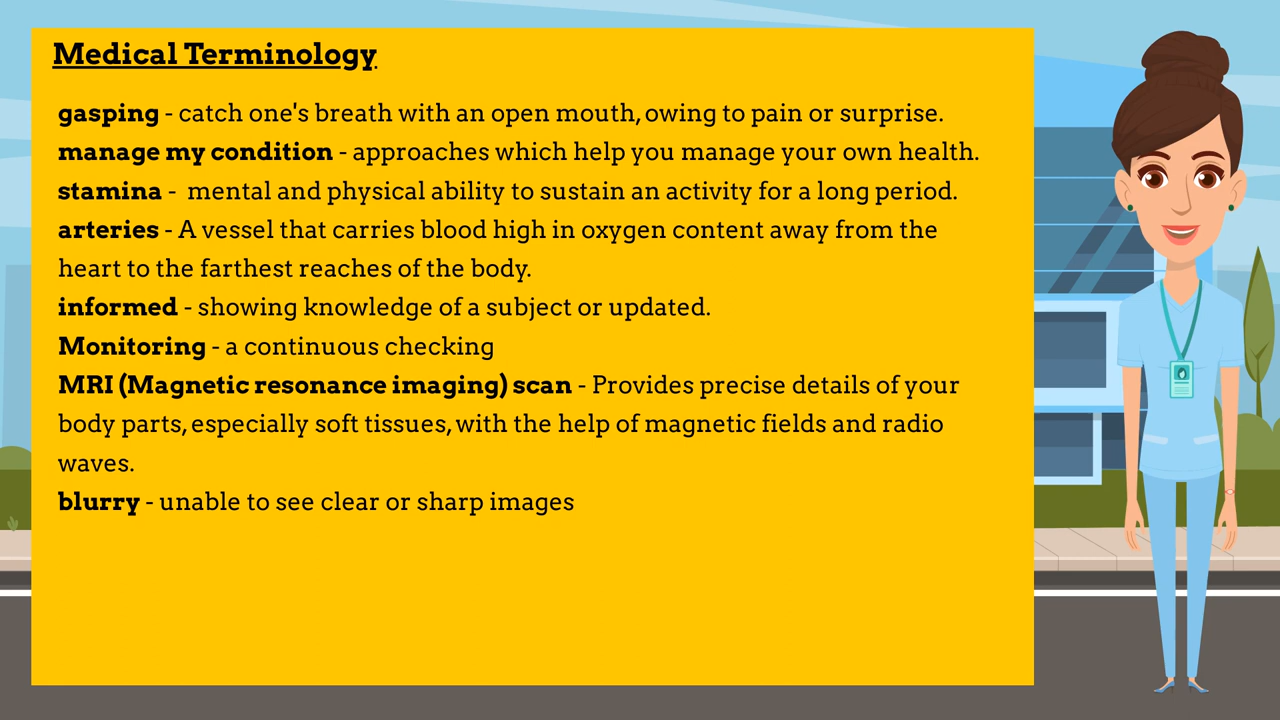 Medical Terminology
gasping - catch one's breath with an open mouth, owing to pain or surprise.
manage my condition - approaches which help you manage your own health.
stamina -  mental and physical ability to sustain an activity for a long period.
arteries - A vessel that carries blood high in oxygen content away from the
heart to the farthest reaches of the body.
informed - showing knowledge of a subject or updated.
Monitoring - a continuous checking
MRI (Magnetic resonance imaging) scan - Provides precise details of your
body parts, especially soft tissues, with the help of magnetic fields and radio
waves.
blurry - unable to see clear or sharp images